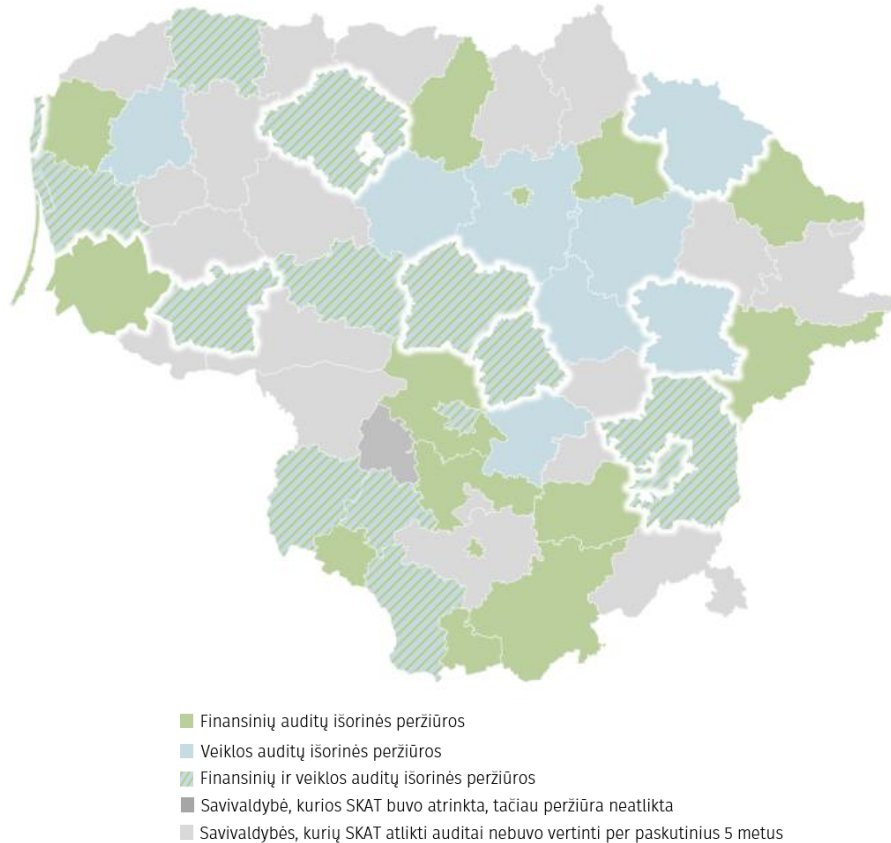 Finansinių auditų išorinės peržiūros
Veiklos auditų išorinės peržiūros
Finansinių ir veiklos auditų išorinės peržiūros
Savivaldybė, kurios SKAT buvo atrinkta, tačiau peržiūra neatlikta
Savivaldybės, kurių SKAT atlikti auditai nebuvo vertinti per paskutinius 5 metus